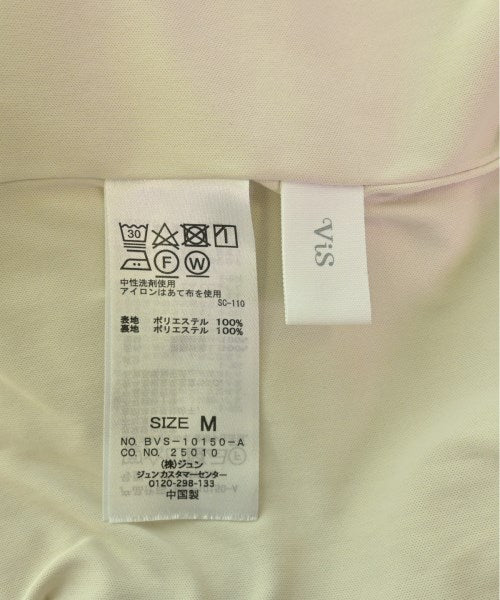 30
F W
中性洗剤使用
アイロンはあて布を使用
SC-110
表地 ポリエステル 100%
裏地 ポリエステル 100%
SIZE M
NO. BVS-10150-A
CO. NO. 25010
(株)ジュン
ジュンカスタマーセンター
0120-298-133
中国製
ViS